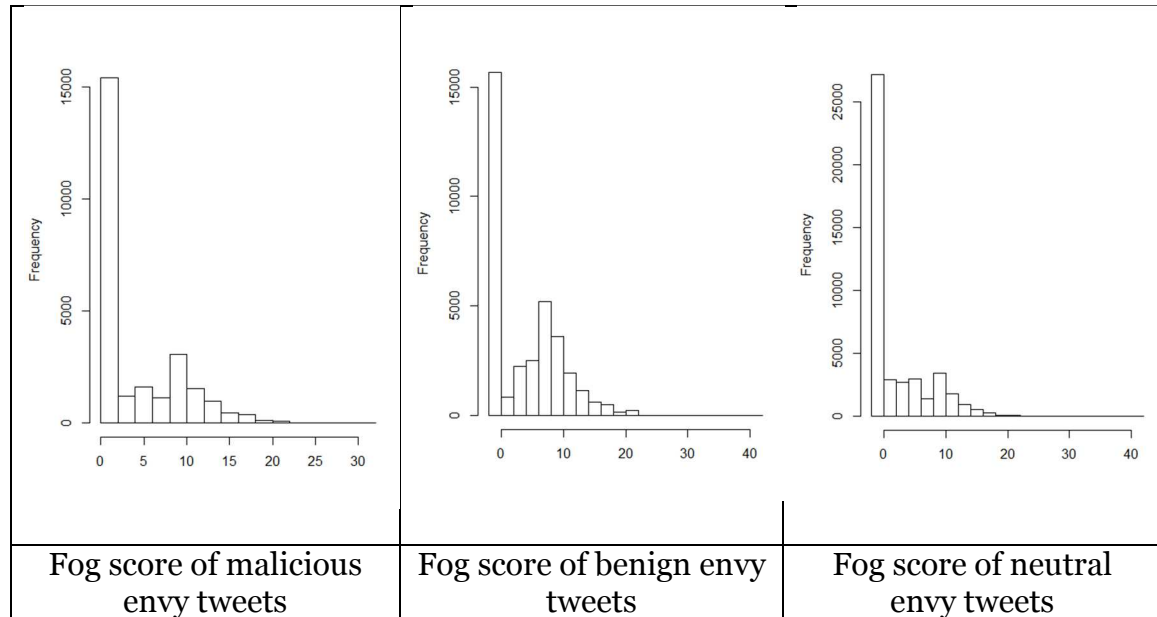 Frequency
0 5000 10000 15000
0 5 10 15 20 25 30
Frequency
0 5000 10000 15000
0 10 20 30 40
Frequency
0 5000 10000 15000 20000 25000
0 10 20 30 40
Fog score of malicious
envy tweets
Fog score of benign envy
tweets
Fog score of neutral
envy tweets